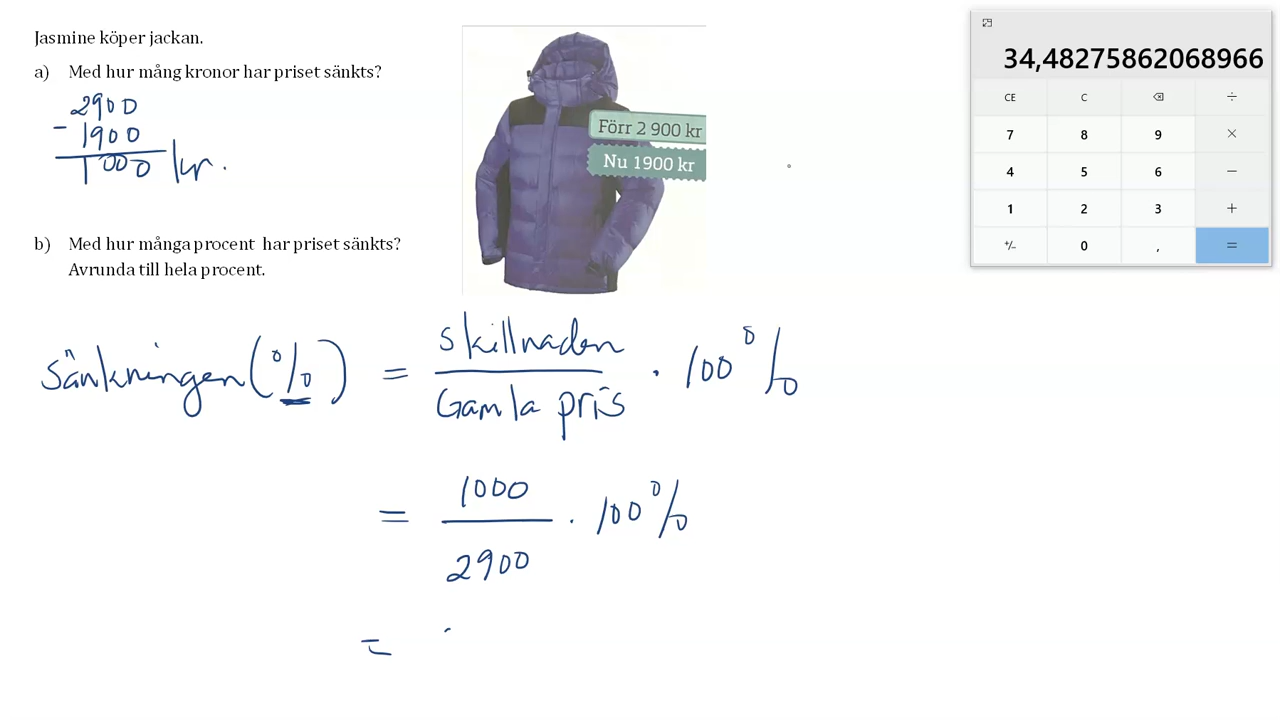 Jasmine köper jackan.
a) Med hur mång kronor har priset sänkts?
2900
- 1900
1000 kr.
Förr 2 900 kr
Nu 1900 kr
b) Med hur många procent har priset sänkts?
Avrunda till hela procent.
Sänkningen (%) = skillnaden / Gamla pris · 100 %
= 1000 / 2900 · 100 %
=
34,48275862068966
CE C ⌫ ÷
7 8 9 ×
4 5 6 −
1 2 3 +
+/- 0 , =